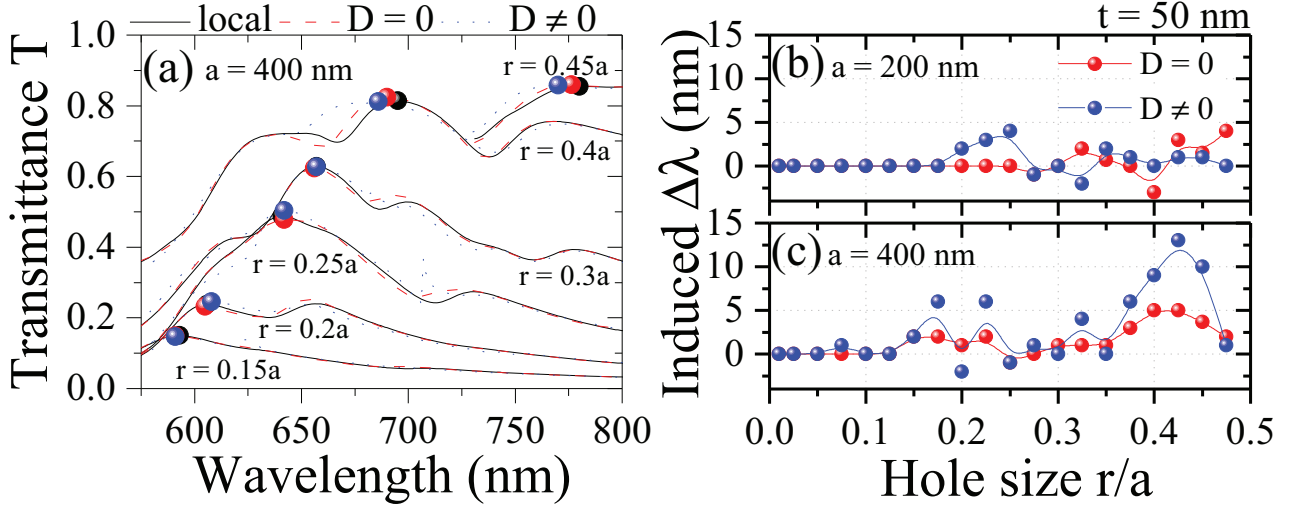 local D = 0 D ≠ 0
t = 50 nm
(a) a = 400 nm
r = 0.45a
r = 0.4a
r = 0.3a
r = 0.25a
r = 0.2a
r = 0.15a
1.0
0.8
0.6
0.4
0.2
0.0
Transmittance T
600 650 700 750 800
Wavelength (nm)
(b) a = 200 nm
D = 0
D ≠ 0
15
10
5
0
(c) a = 400 nm
15
10
5
0
Induced Δλ (nm)
0.0 0.1 0.2 0.3 0.4 0.5
Hole size r/a